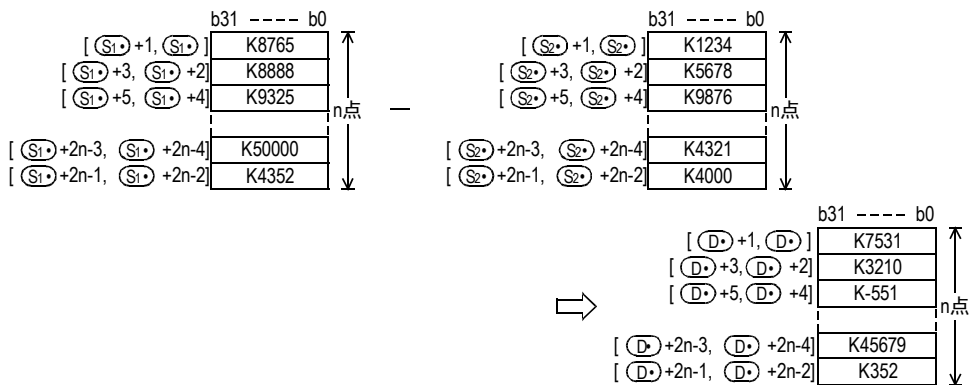 b31 ---- b0
[ S1• +1, S1• ] K8765
[ S1• +3, S1• +2] K8888
[ S1• +5, S1• +4] K9325
[ S1• +2n-3, S1• +2n-4] K50000
[ S1• +2n-1, S1• +2n-2] K4352
n点
—
b31 ---- b0
[ S2• +1, S2• ] K1234
[ S2• +3, S2• +2] K5678
[ S2• +5, S2• +4] K9876
[ S2• +2n-3, S2• +2n-4] K4321
[ S2• +2n-1, S2• +2n-2] K4000
n点
b31 ---- b0
[ D• +1, D• ] K7531
[ D• +3, D• +2] K3210
[ D• +5, D• +4] K-551
[ D• +2n-3, D• +2n-4] K45679
[ D• +2n-1, D• +2n-2] K352
n点